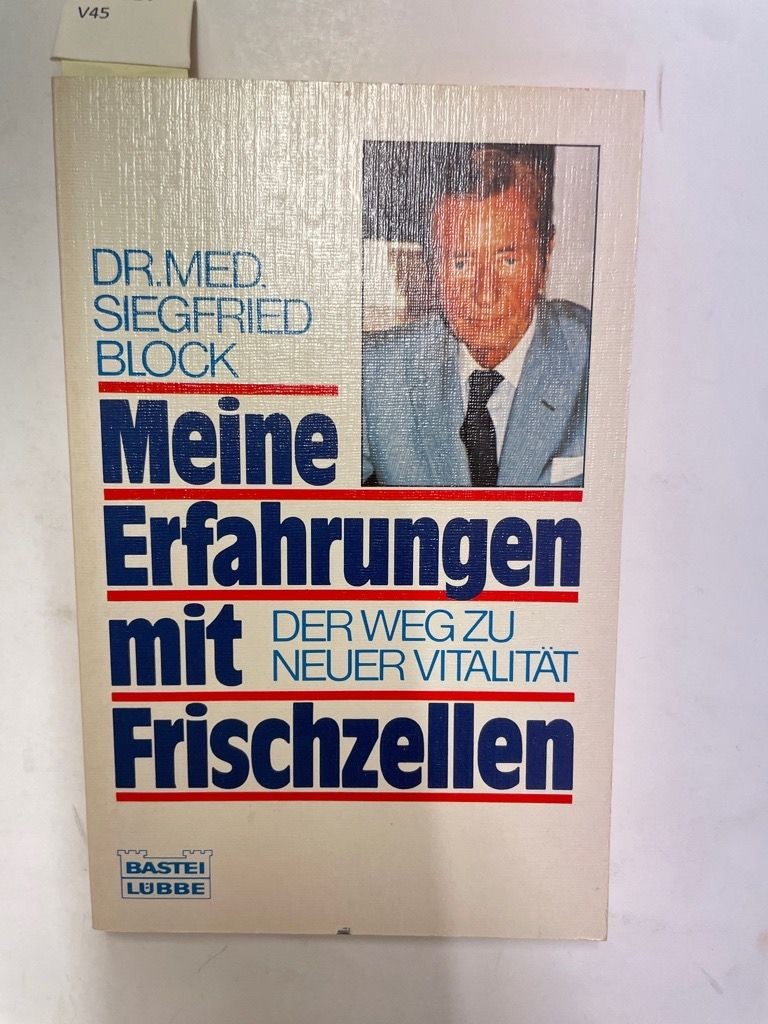 V45
DR.MED.
SIEGFRIED
BLOCK
Meine
Erfahrungen
mit
DER WEG ZU
NEUER VITALITÄT
Frischzellen
BASTEI
LÜBBE